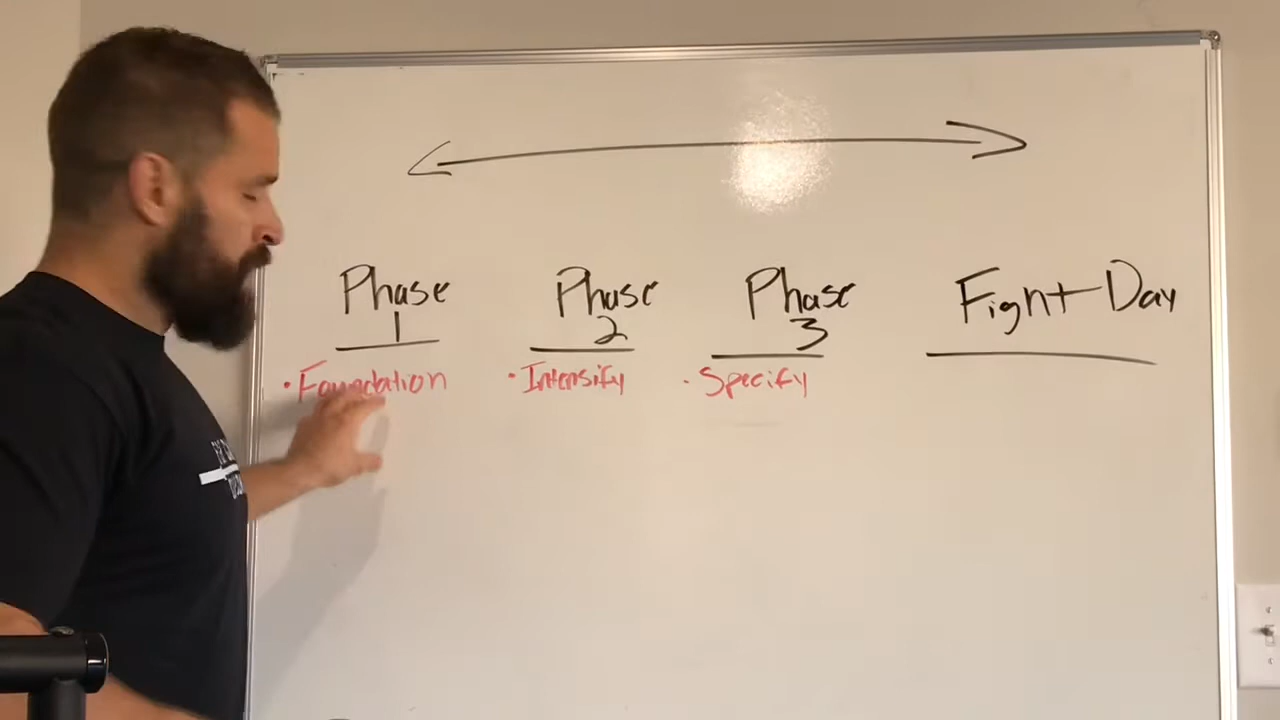 Phase
1
Phase
2
Phase
3
Fight Day
• Foundation
• Intensify
• Specify